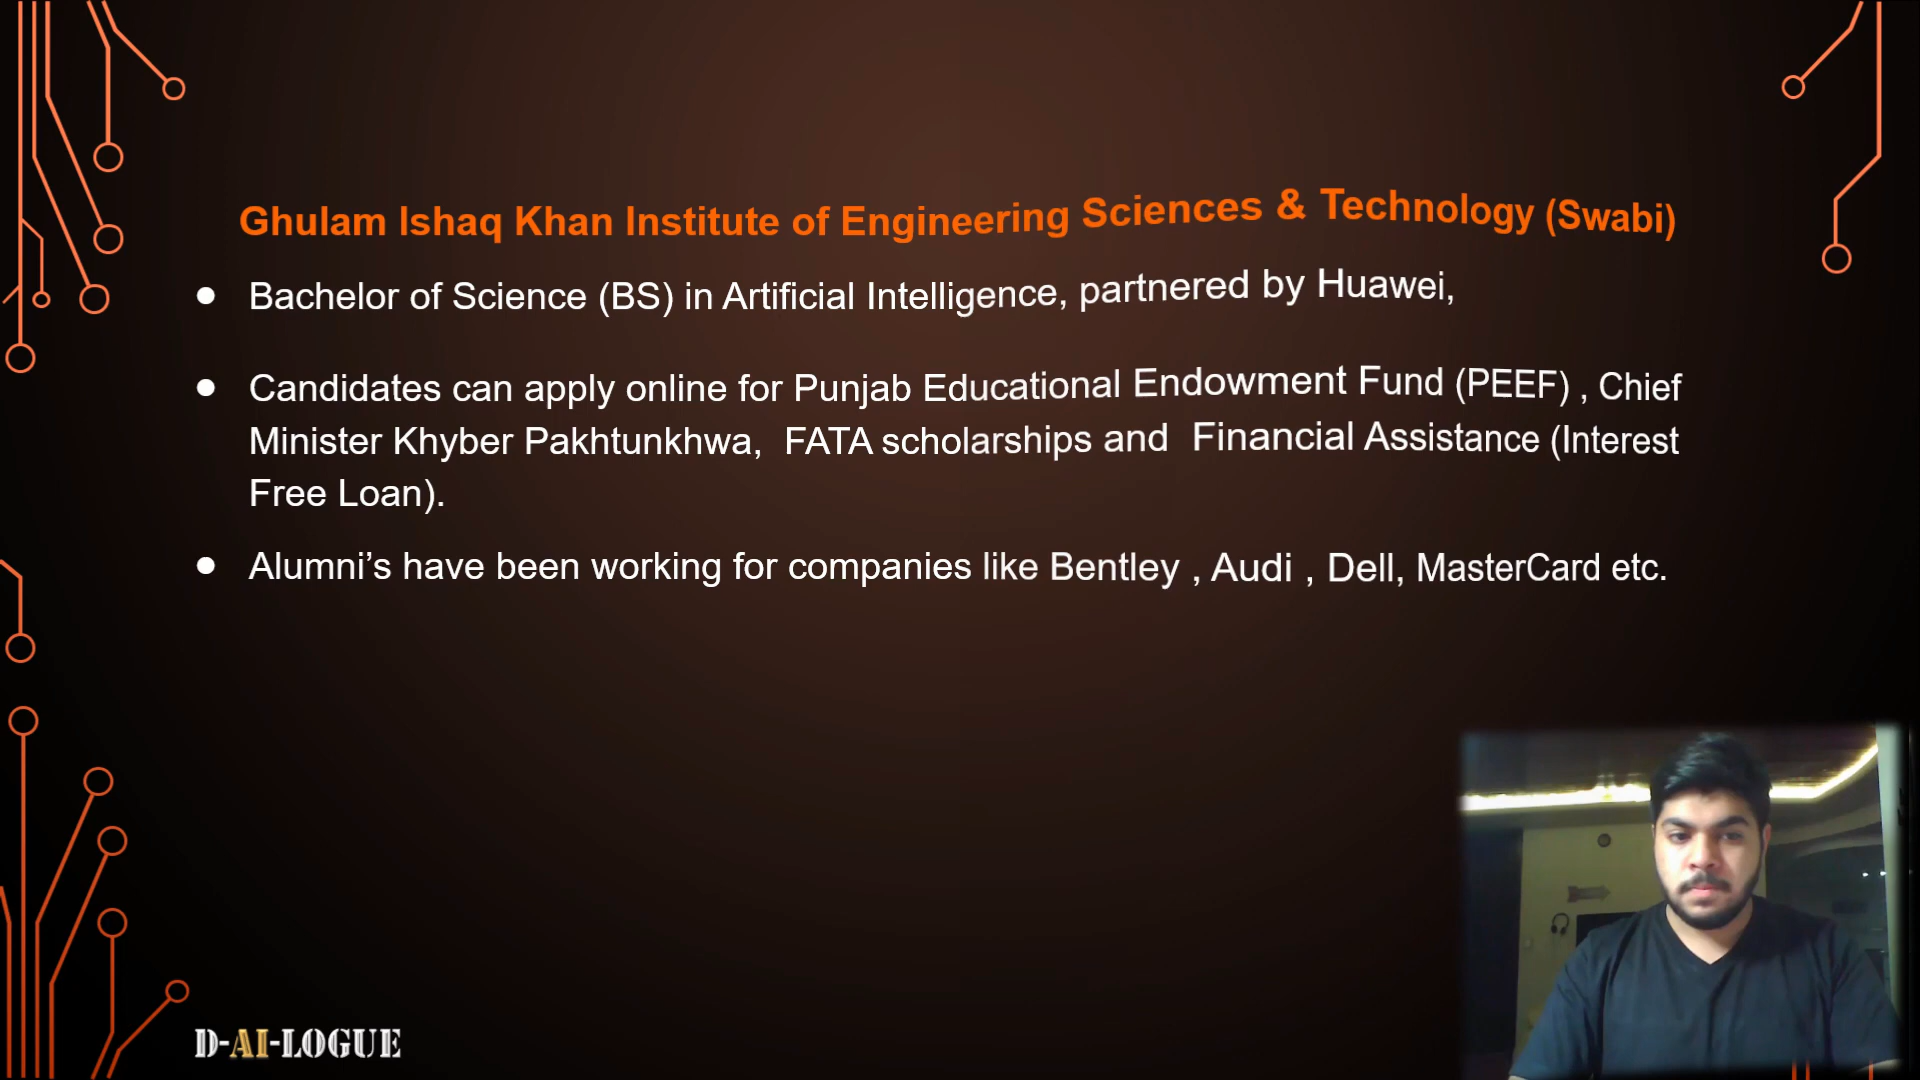 Ghulam Ishaq Khan Institute of Engineering Sciences & Technology (Swabi)
● Bachelor of Science (BS) in Artificial Intelligence, partnered by Huawei,
● Candidates can apply online for Punjab Educational Endowment Fund (PEEF) , Chief
Minister Khyber Pakhtunkhwa,  FATA scholarships and  Financial Assistance (Interest
Free Loan).
● Alumni’s have been working for companies like Bentley , Audi , Dell, MasterCard etc.
D-AI-LOGUE